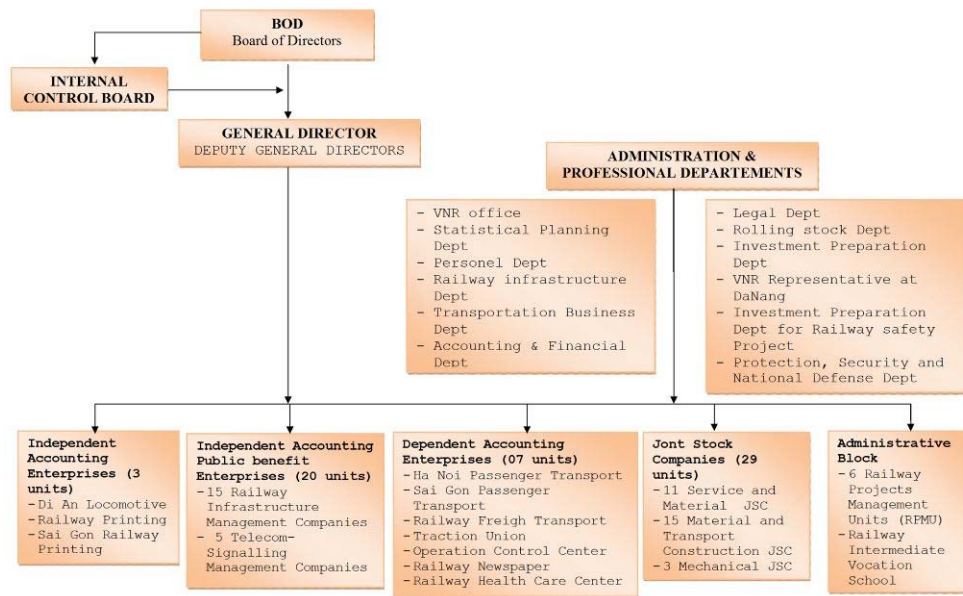 BOD
Board of Directors
INTERNAL
CONTROL BOARD
GENERAL DIRECTOR
DEPUTY GENERAL DIRECTORS
ADMINISTRATION &
PROFESSIONAL DEPARTEMENTS
- VNR office
- Statistical Planning
Dept
- Personel Dept
- Railway infrastructure
Dept
- Transportation Business
Dept
- Accounting & Financial
Dept
- Legal Dept
- Rolling stock Dept
- Investment Preparation
Dept
- VNR Representative at
DaNang
- Investment Preparation
Dept for Railway safety
Project
- Protection, Security and
National Defense Dept
Independent
Accounting
Enterprises (3
units)
- Di An Locomotive
- Railway Printing
- Sai Gon Railway
Printing
Independent Accounting
Public benefit
Enterprises (20 units)
-15 Railway
Infrastructure
Management Companies
- 5 Telecom-
Signalling
Management Companies
Dependent Accounting
Enterprises (07 units)
-Ha Noi Passenger Transport
-Sai Gon Passenger
Transport
-Railway Freigh Transport
-Traction Union
-Operation Control Center
-Railway Newspaper
-Railway Health Care Center
Jont Stock
Companies (29
units)
- 11 Service and
Material JSC
- 15 Material and
Transport
Construction JSC
- 3 Mechanical JSC
Administrative
Block
- 6 Railway
Projects
Management
Units (RPMU)
- Railway
Intermediate
Vocation
School